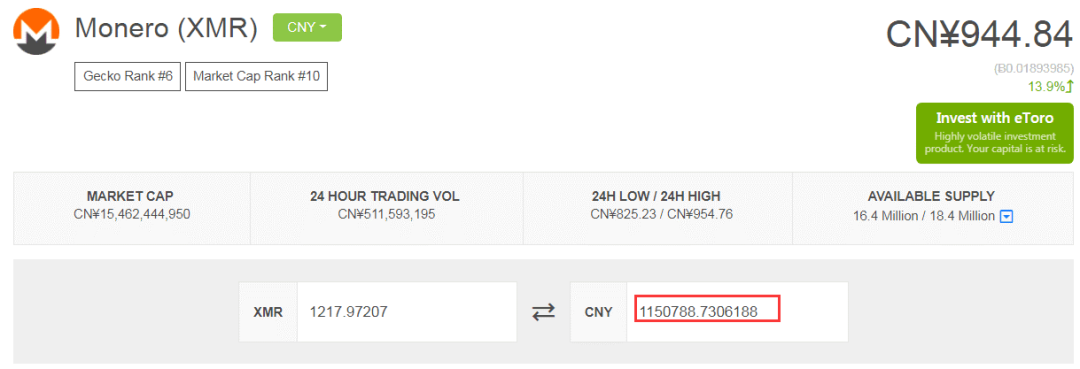 Monero (XMR) CNY
CN¥944.84
Gecko Rank #6 Market Cap Rank #10
(Ƀ0.01893985)
13.9%
Invest with eToro
Highly volatile investment
product. Your capital is at risk.
MARKET CAP
CN¥15,462,444,950
24 HOUR TRADING VOL
CN¥511,593,195
24H LOW / 24H HIGH
CN¥825.23 / CN¥954.76
AVAILABLE SUPPLY
16.4 Million / 18.4 Million
XMR 1217.97207 CNY 1150788.7306188